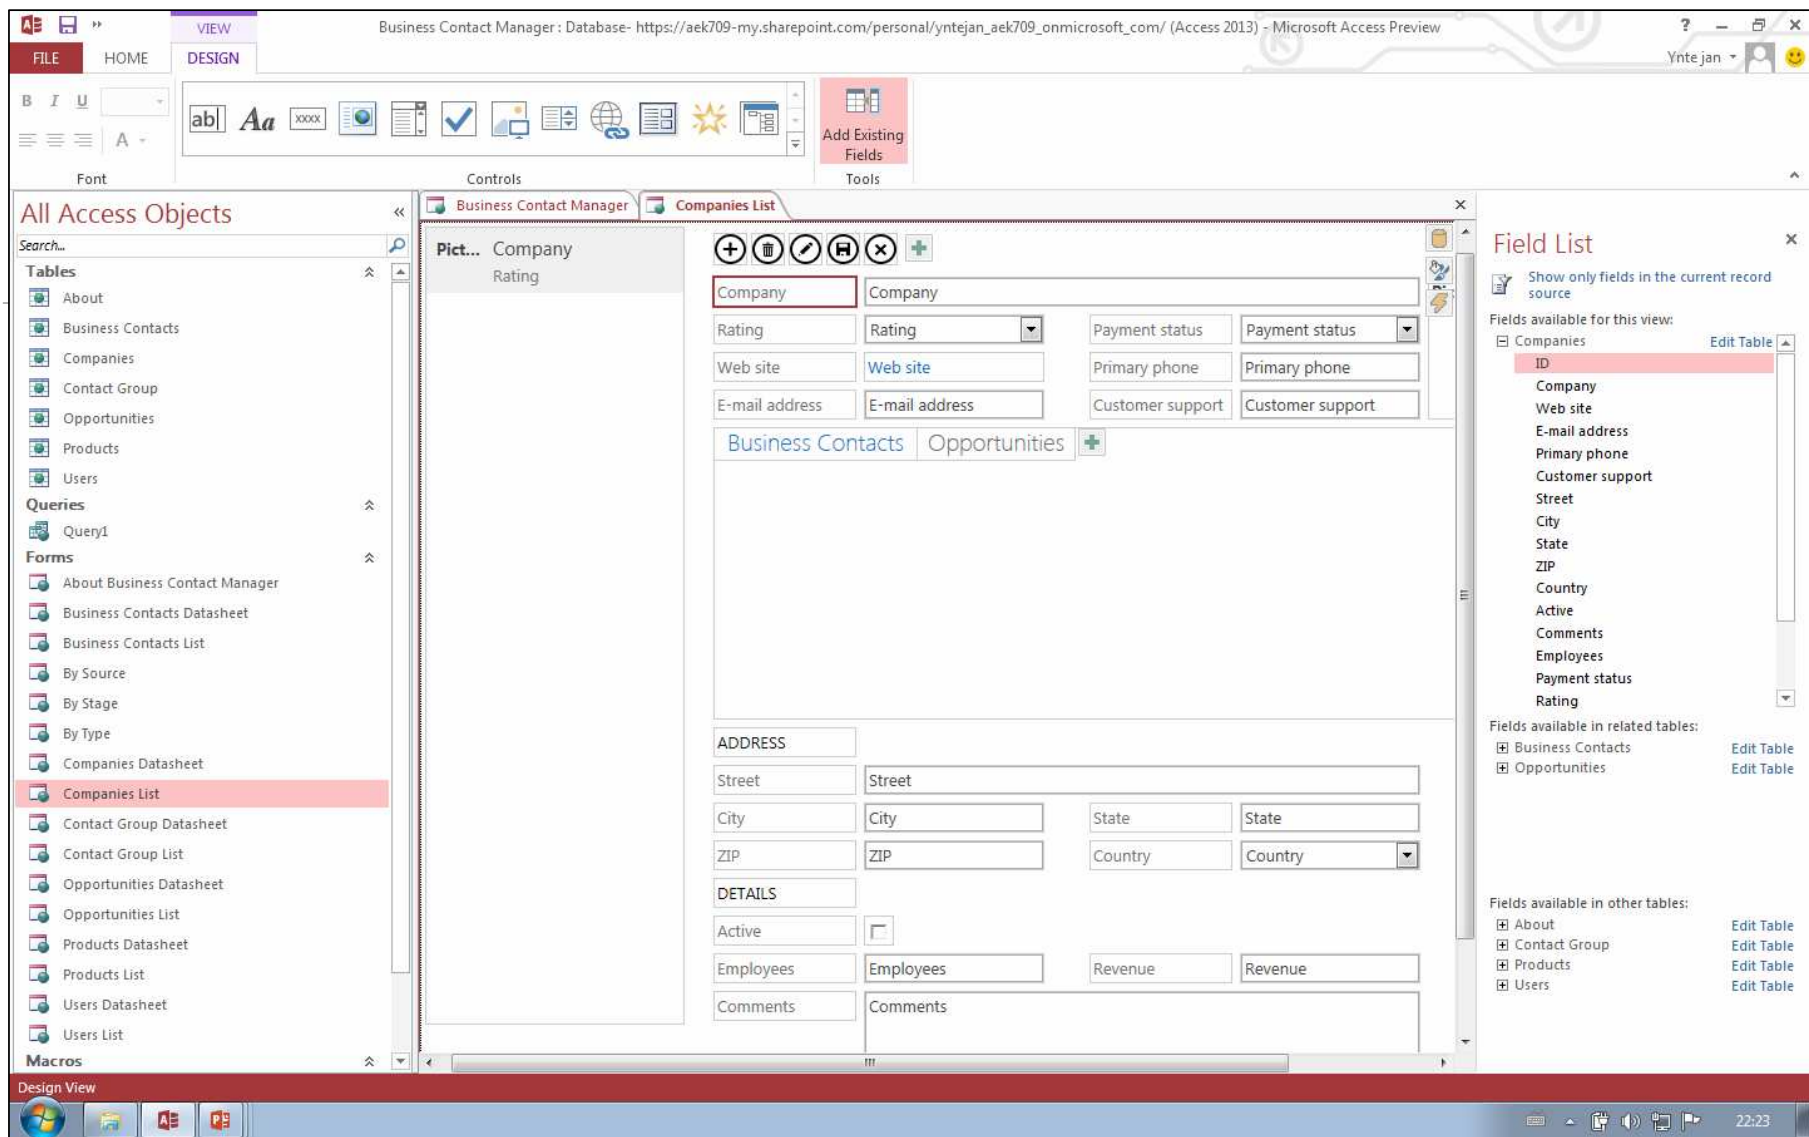 VIEW
Business Contact Manager : Database- https://aek709-my.sharepoint.com/personal/yntejan_aek709_onmicrosoft_com/ (Access 2013) - Microsoft Access Preview
FILE HOME DESIGN
Ynte jan
B I U
ab| Aa xxxx
A
Add Existing
Fields
Font Controls Tools
All Access Objects
Search...
Tables
About
Business Contacts
Companies
Contact Group
Opportunities
Products
Users
Queries
Query1
Forms
About Business Contact Manager
Business Contacts Datasheet
Business Contacts List
By Source
By Stage
By Type
Companies Datasheet
Companies List
Contact Group Datasheet
Contact Group List
Opportunities Datasheet
Opportunities List
Products Datasheet
Products List
Users Datasheet
Users List
Macros
Business Contact Manager Companies List
Pict... Company
Rating
Company Company
Rating Rating Payment status Payment status
Web site Web site Primary phone Primary phone
E-mail address E-mail address Customer support Customer support
Business Contacts Opportunities
ADDRESS
Street Street
City City State State
ZIP ZIP Country Country
DETAILS
Active
Employees Employees Revenue Revenue
Comments Comments
Field List
Show only fields in the current record
source
Fields available for this view:
Companies Edit Table
ID
Company
Web site
E-mail address
Primary phone
Customer support
Street
City
State
ZIP
Country
Active
Comments
Employees
Payment status
Rating
Fields available in related tables:
Business Contacts Edit Table
Opportunities Edit Table
Fields available in other tables:
About Edit Table
Contact Group Edit Table
Products Edit Table
Users Edit Table
Design View
22:23